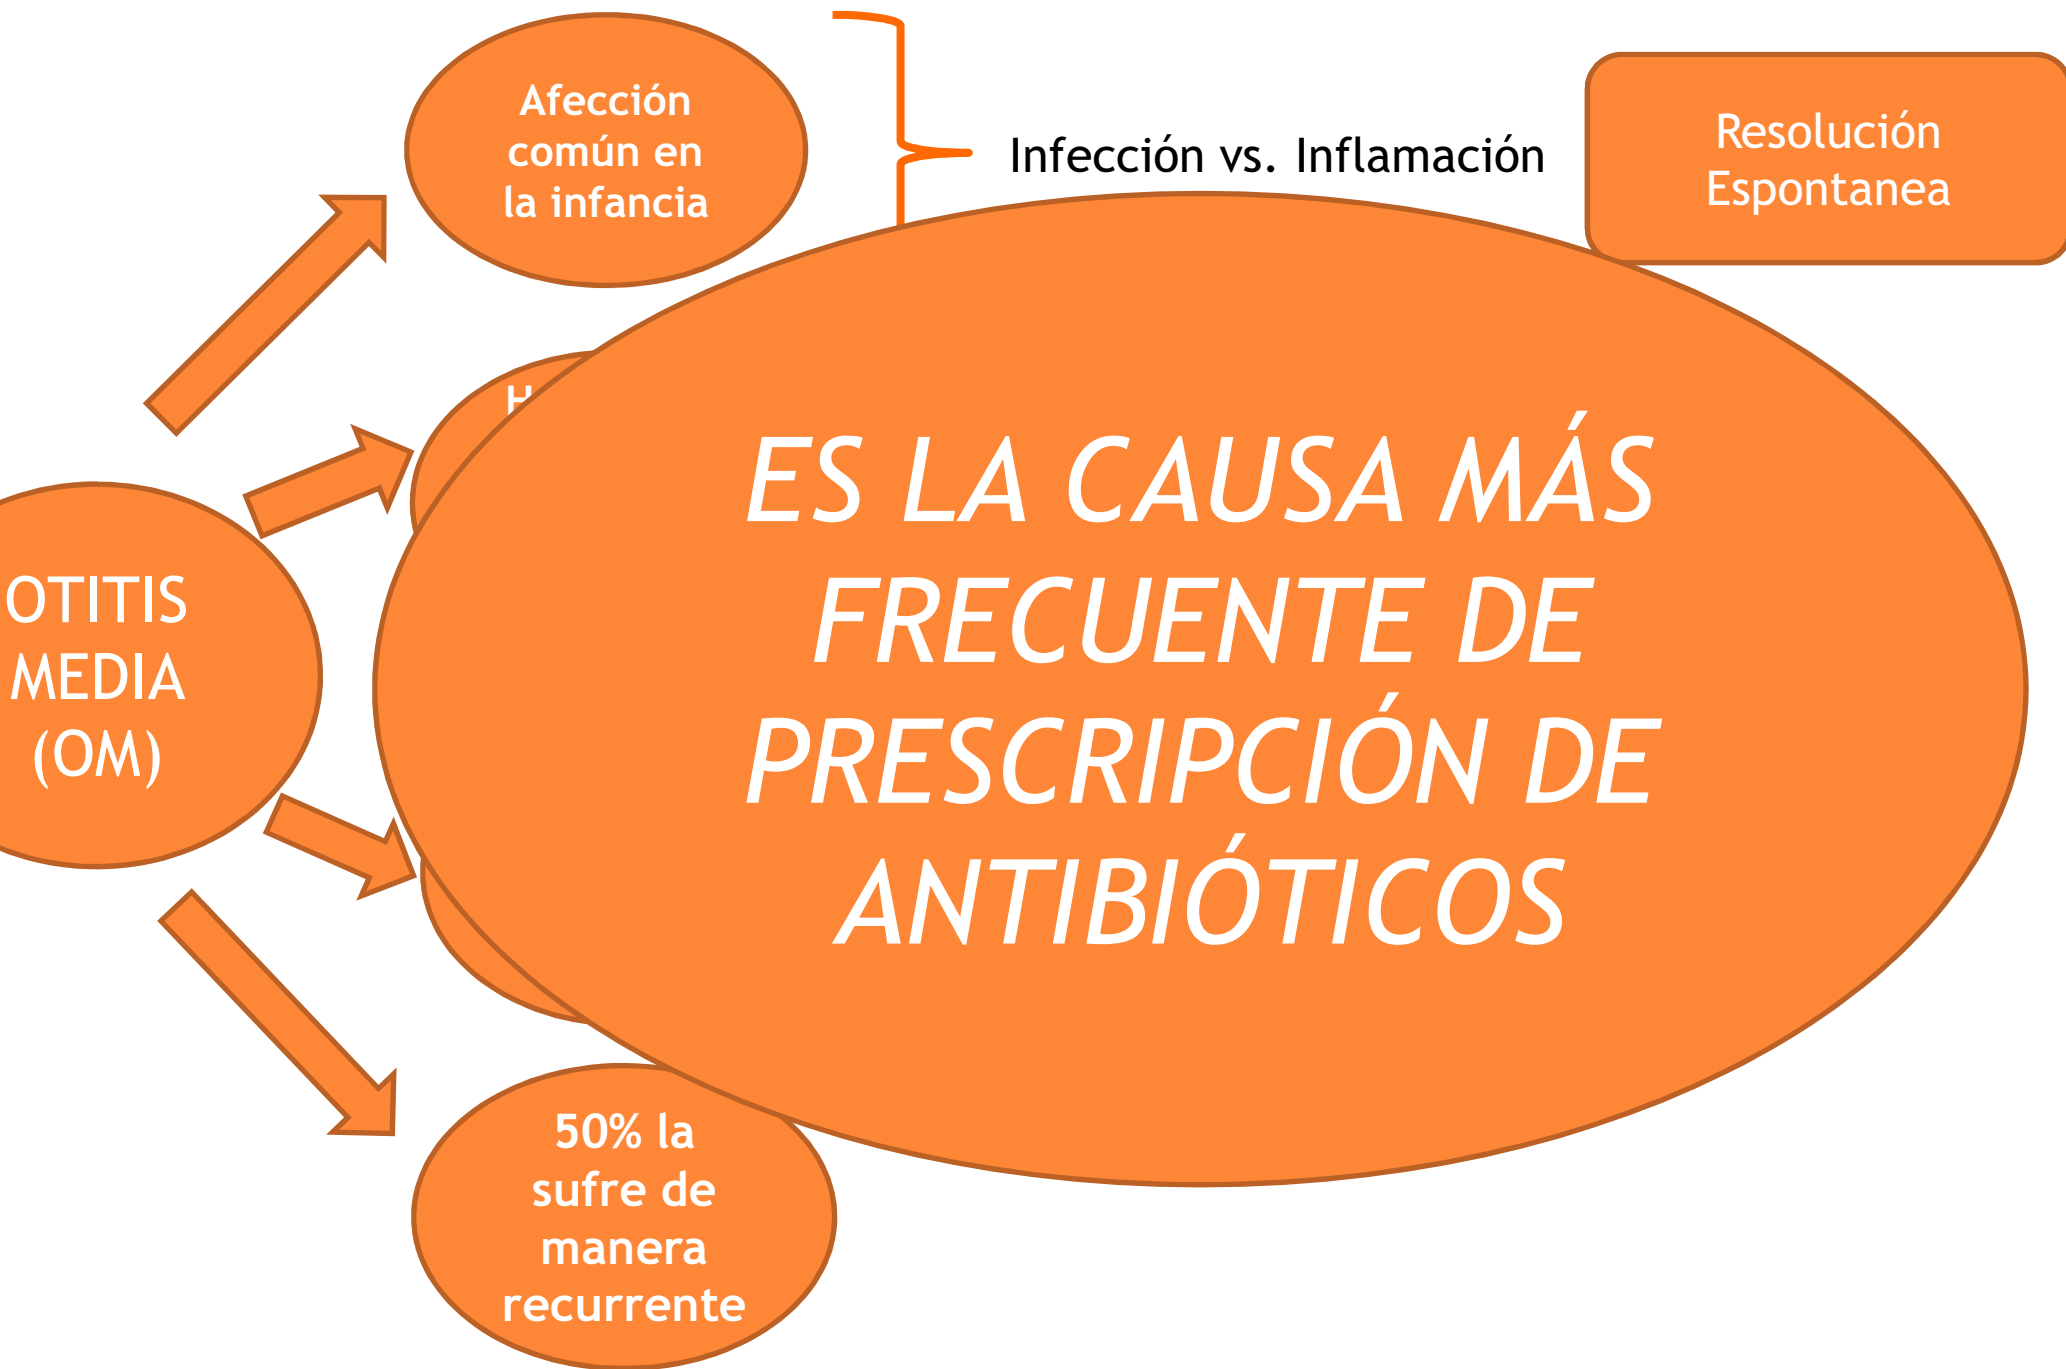 Afección
común en
la infancia
Infección vs. Inflamación
Resolución
Espontanea
OTITIS
MEDIA
(OM)
ES LA CAUSA MÁS
FRECUENTE DE
PRESCRIPCIÓN DE
ANTIBIÓTICOS
50% la
sufre de
manera
recurrente